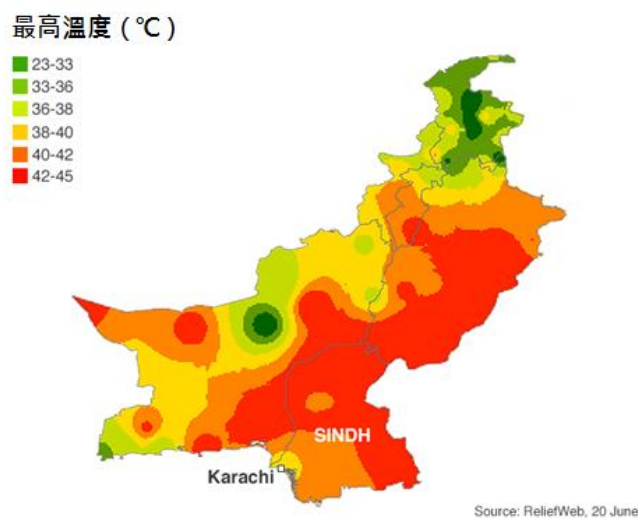 最高溫度 ( ℃ )
23-33
33-36
36-38
38-40
40-42
42-45
SINDH
Karachi
Source: ReliefWeb, 20 June